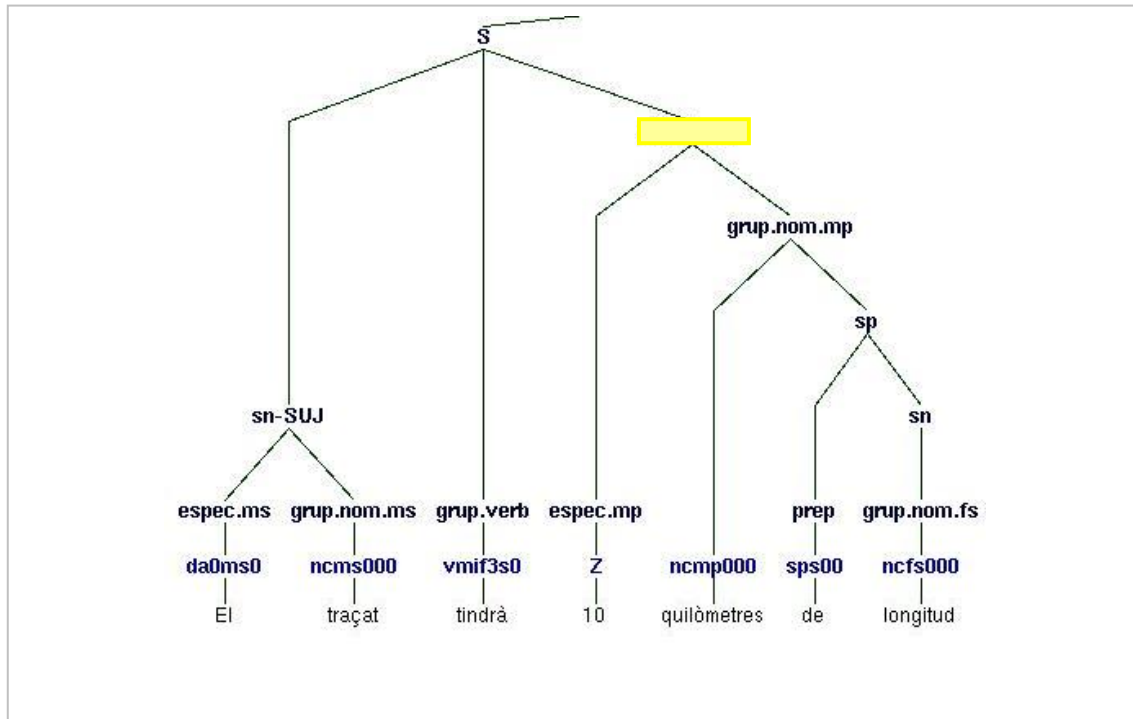 S
grup.nom.mp
sp
sn-SUJ sn
espec.ms grup.nom.ms grup.verb espec.mp prep grup.nom.fs
da0ms0 ncms000 vmif3s0 Z ncmp000 sps00 ncfs000
El traçat tindrà 10 quilòmetres de longitud